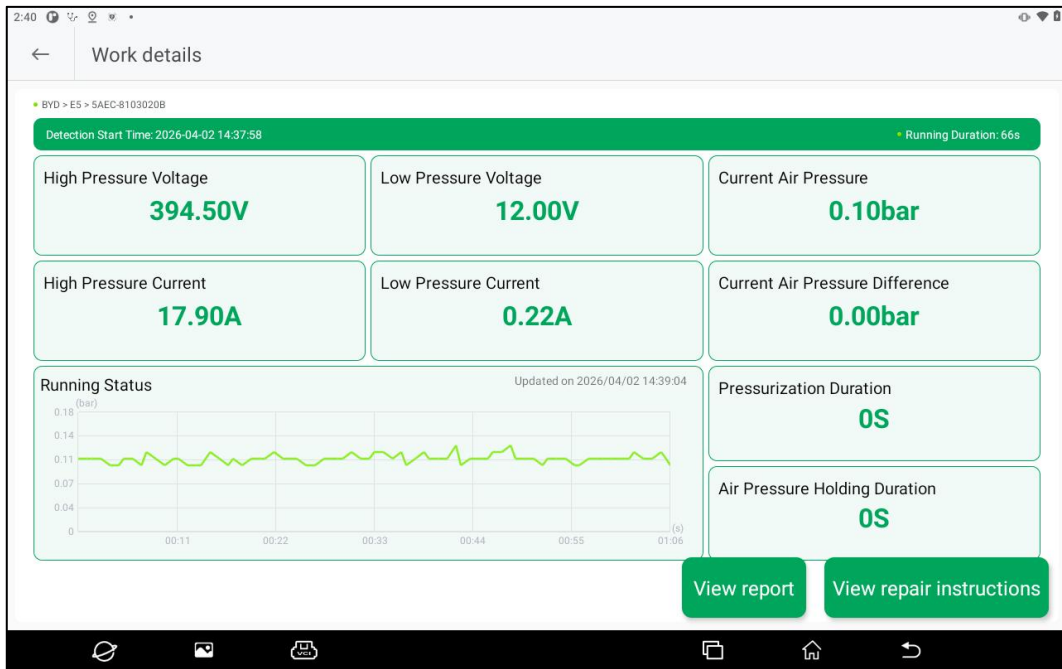 2:40
Work details
BYD > E5 > 5AEC-8103020B
Detection Start Time: 2026-04-02 14:37:58
Running Duration: 66s
High Pressure Voltage
394.50V
Low Pressure Voltage
12.00V
Current Air Pressure
0.10bar
High Pressure Current
17.90A
Low Pressure Current
0.22A
Current Air Pressure Difference
0.00bar
Running Status
Updated on 2026/04/02 14:39:04
(bar)
0.18
0.14
0.11
0.07
0.04
0
00:11
00:22
00:33
00:44
00:55
01:06
(s)
Pressurization Duration
0S
Air Pressure Holding Duration
0S
View report
View repair instructions
VCI